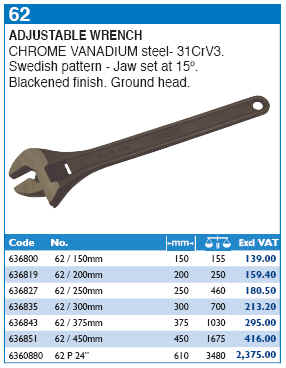 62
ADJUSTABLE WRENCH
CHROME VANADIUM steel- 31CrV3.
Swedish pattern - Jaw set at 15º.
Blackened finish. Ground head.
Code No. -mm- Excl VAT
636800 62 / 150mm 150 155 139.00
636819 62 / 200mm 200 250 159.40
636827 62 / 250mm 250 460 180.50
636835 62 / 300mm 300 700 213.20
636843 62 / 375mm 375 1030 295.00
636851 62 / 450mm 450 1675 416.00
6360880 62 P 24" 610 3480 2,375.00